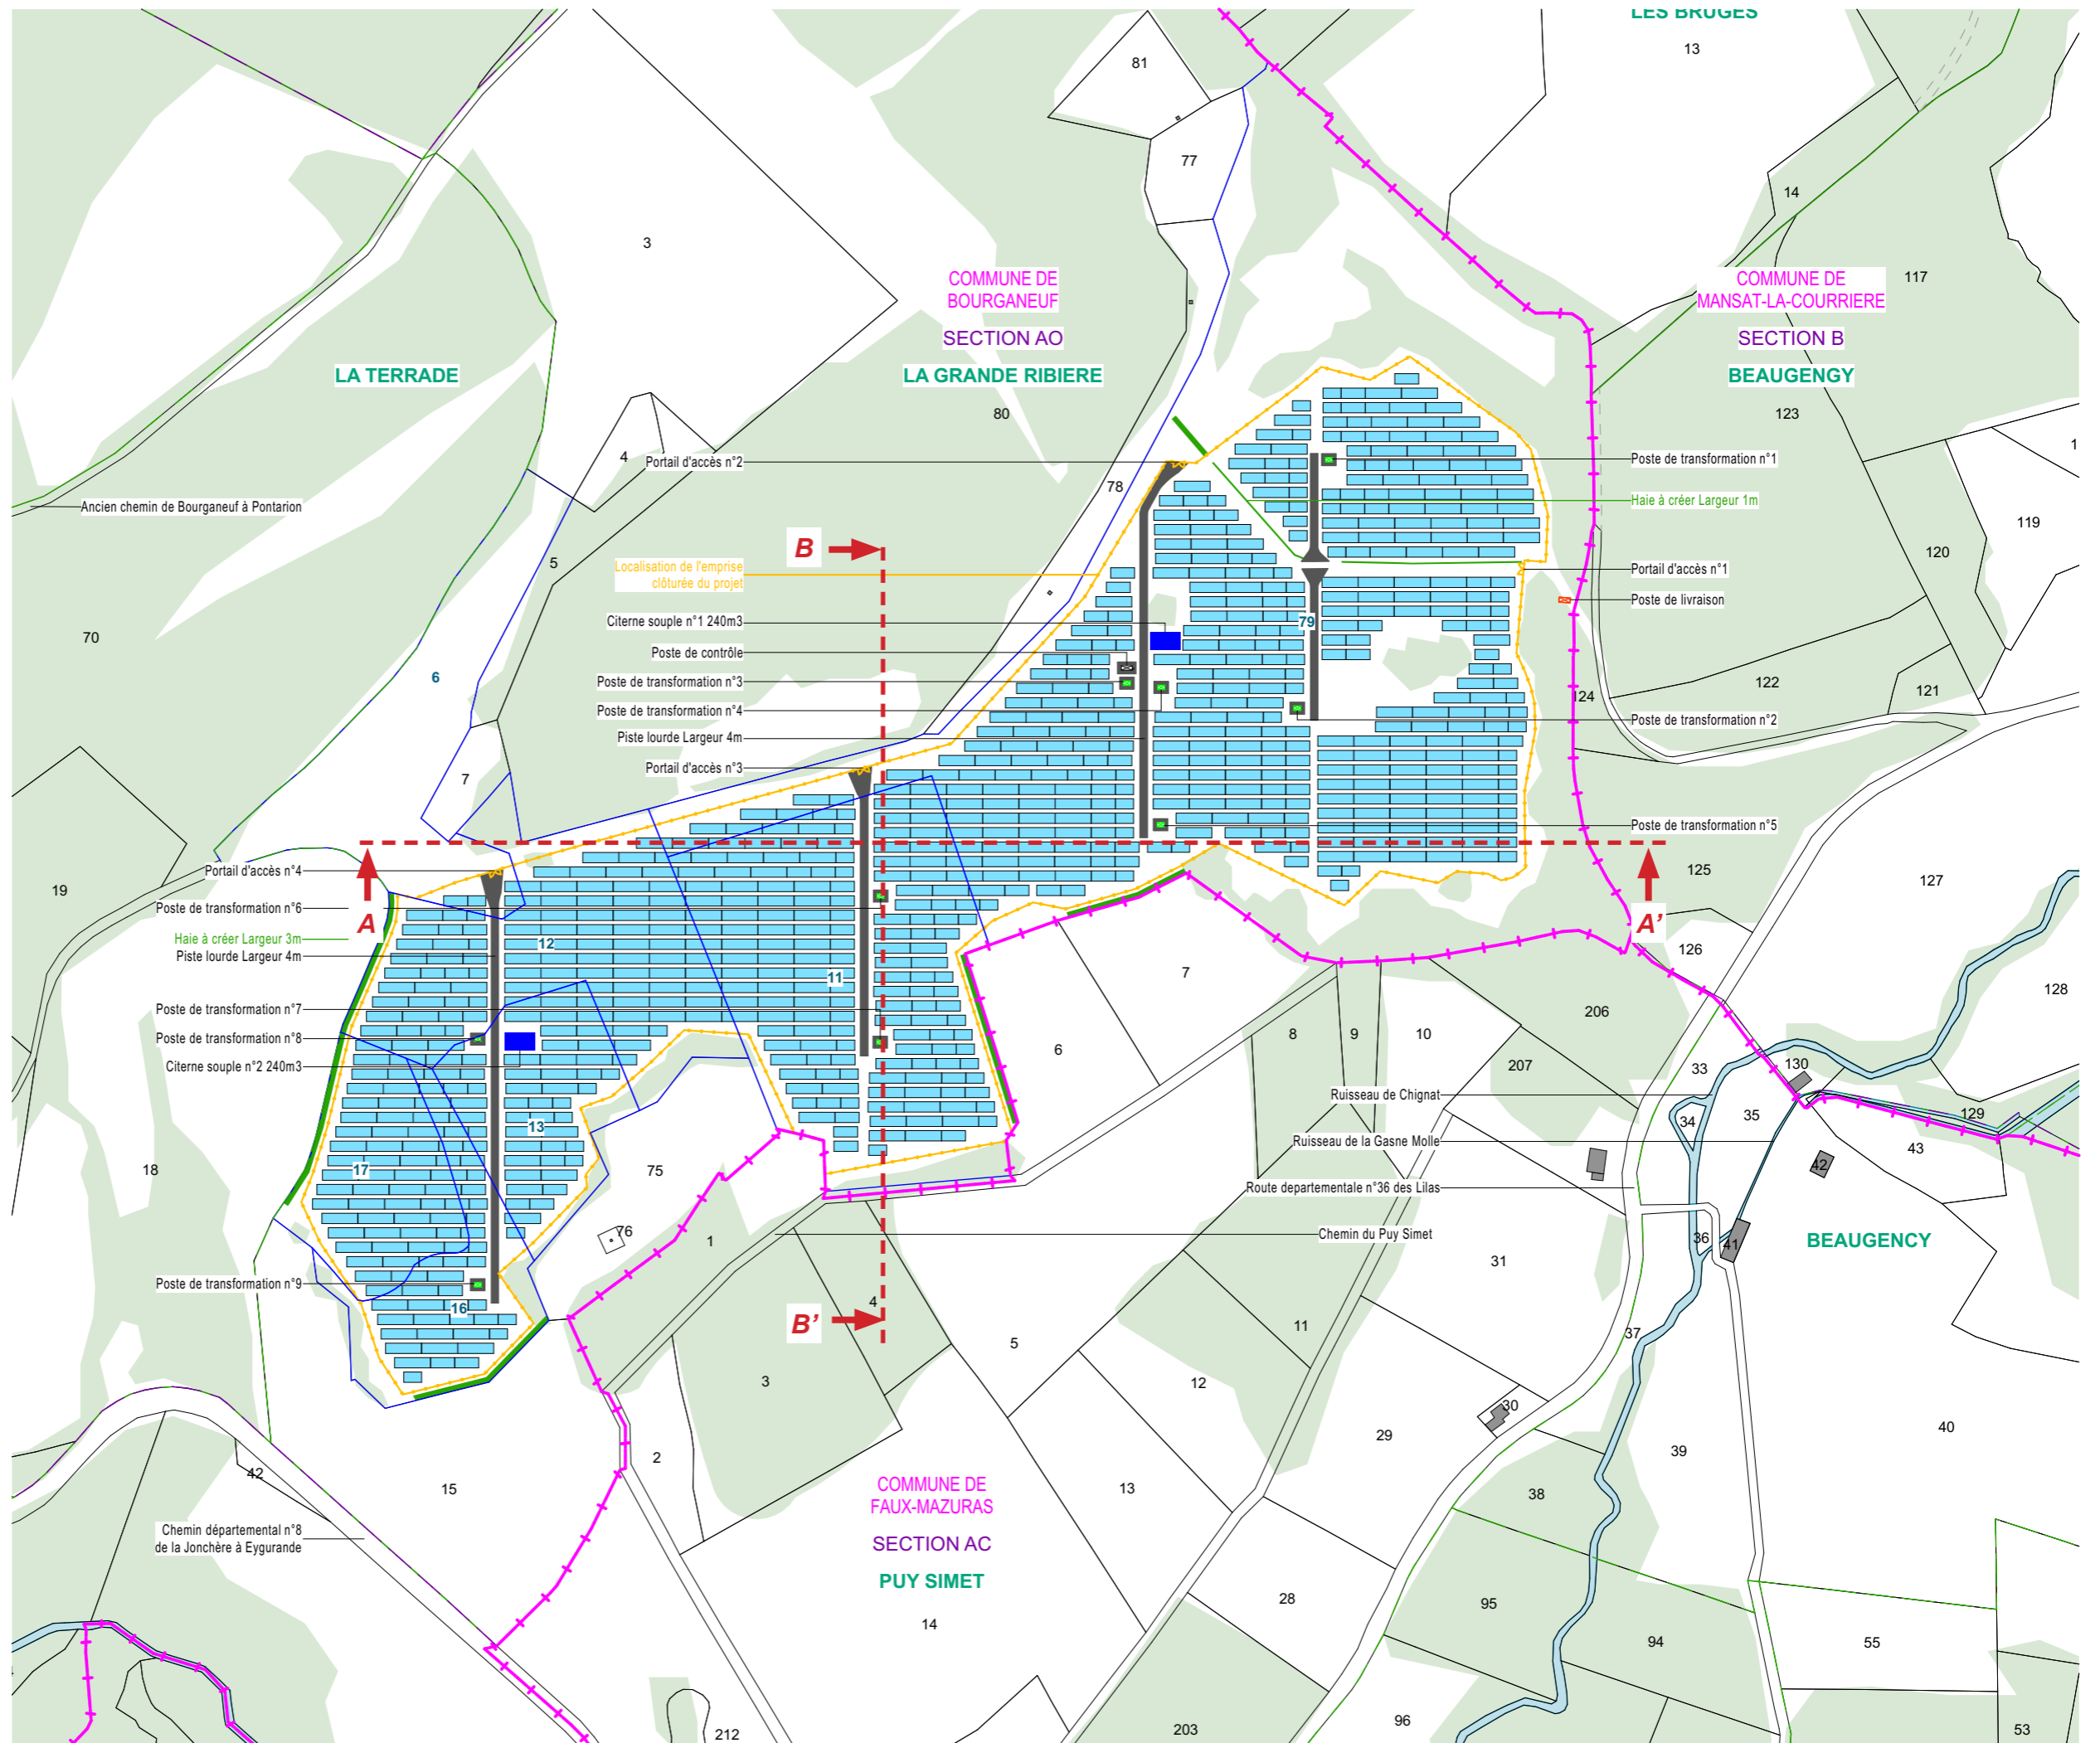 LES BRUGES
13
81
77
14
3
117
COMMUNE DE
BOURGANEUF
SECTION AO
LA GRANDE RIBIERE
80
COMMUNE DE
MANSAT-LA-COURRIERE
SECTION B
BEAUGENGY
123
LA TERRADE
4
Portail d'accès n°2
78
Poste de transformation n°1
1
Ancien chemin de Bourganeuf à Pontarion
Haie à créer Largeur 1m
119
B
120
5
Localisation de l'emprise
clôturée du projet
Portail d'accès n°1
Poste de livraison
Citerne souple n°1 240m3
79
70
Poste de contrôle
6
Poste de transformation n°3
122
121
124
Poste de transformation n°4
Poste de transformation n°2
Piste lourde Largeur 4m
Portail d'accès n°3
7
Poste de transformation n°5
19
Portail d'accès n°4
125
127
Poste de transformation n°6
A
A'
Haie à créer Largeur 3m
12
126
Piste lourde Largeur 4m
11
7
128
Poste de transformation n°7
206
Poste de transformation n°8
8
9
10
6
Citerne souple n°2 240m3
207
33
130
Ruisseau de Chignat
34
35
129
13
Ruisseau de la Gasne Molle
43
18
17
75
42
Route departementale n°36 des Lilas
76
1
Chemin du Puy Simet
36
41
BEAUGENCY
31
Poste de transformation n°9
16
4
B'
11
37
5
3
12
30
2
29
40
39
42
15
COMMUNE DE
FAUX-MAZURAS
SECTION AC
PUY SIMET
13
38
Chemin départemental n°8
de la Jonchère à Eygurande
28
95
14
94
55
212
203
96
53